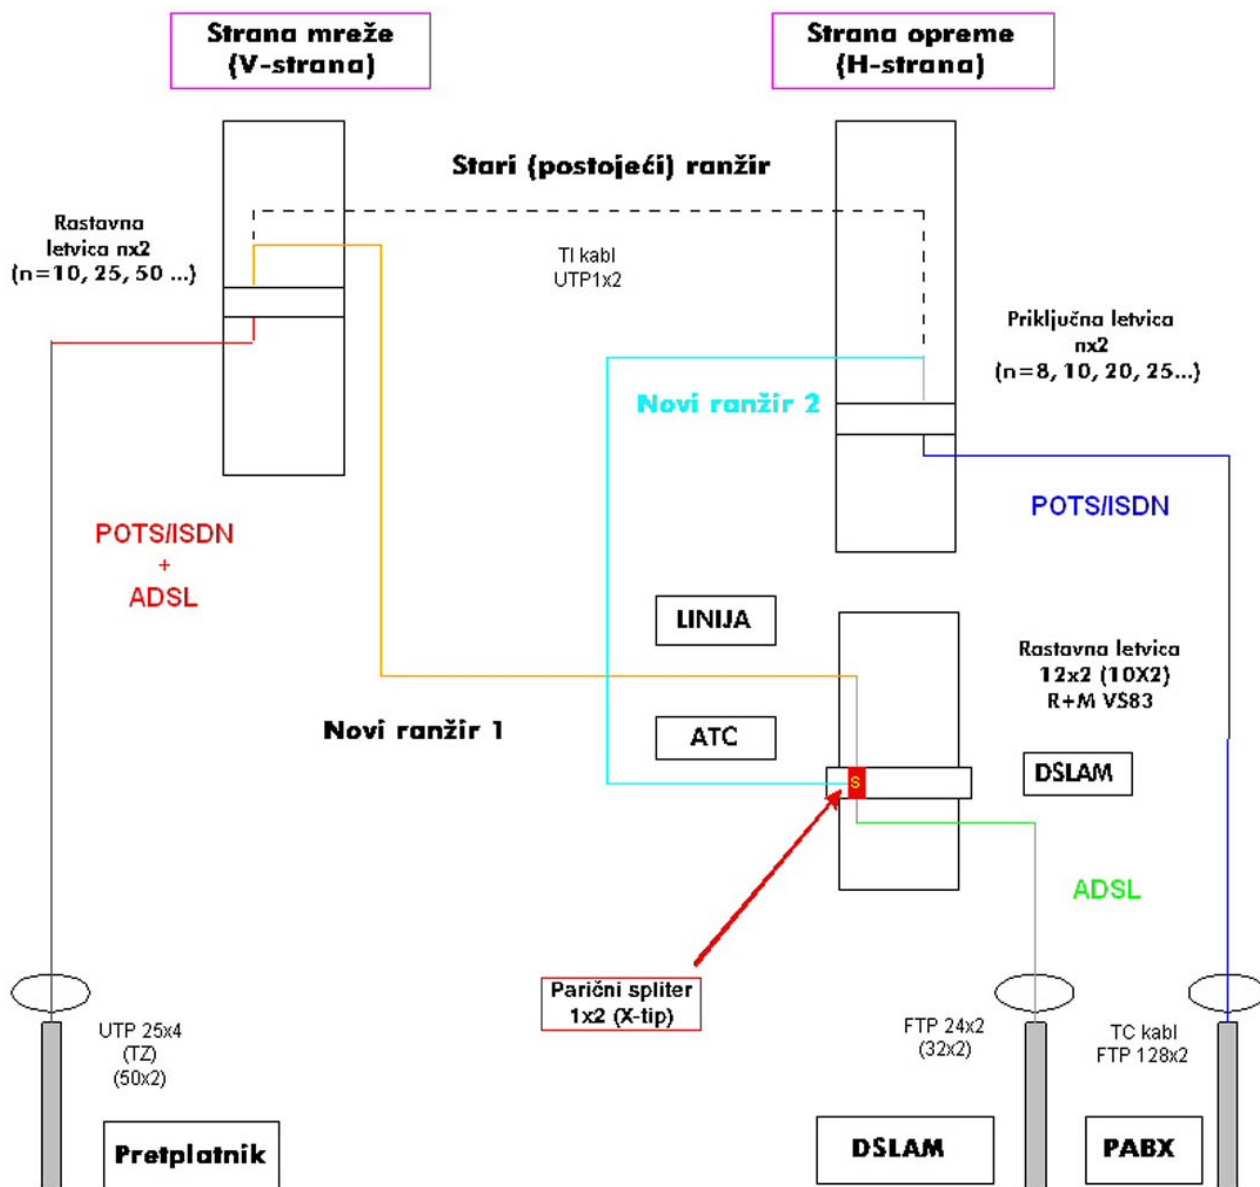 Strana mreže
(V-strana)
Strana opreme
(H-strana)
Stari (postojeći) ranžir
Rastavna
letvica nx2
(n=10, 25, 50 ...)
TI kabl
UTP1x2
Priključna letvica
nx2
(n=8, 10, 20, 25...)
Novi ranžir 2
POTS/ISDN
+
ADSL
POTS/ISDN
LINIJA
Rastavna letvica
12x2 (10X2)
R+M VS83
Novi ranžir 1
ATC
DSLAM
S
ADSL
Parični spliter
1x2 (X-tip)
UTP 25x4
(TZ)
(50x2)
FTP 24x2
(32x2)
TC kabl
FTP 128x2
Pretplatnik
DSLAM
PABX